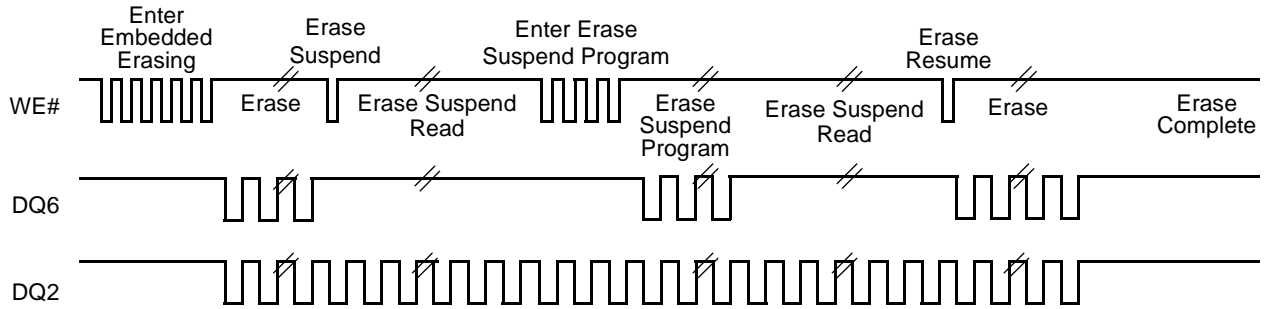 Enter
Embedded
Erasing
Erase
Suspend
Enter Erase
Suspend Program
Erase
Resume
WE#
Erase
Erase Suspend
Read
Erase
Suspend
Program
Erase Suspend
Read
Erase
Erase
Complete
DQ6
DQ2